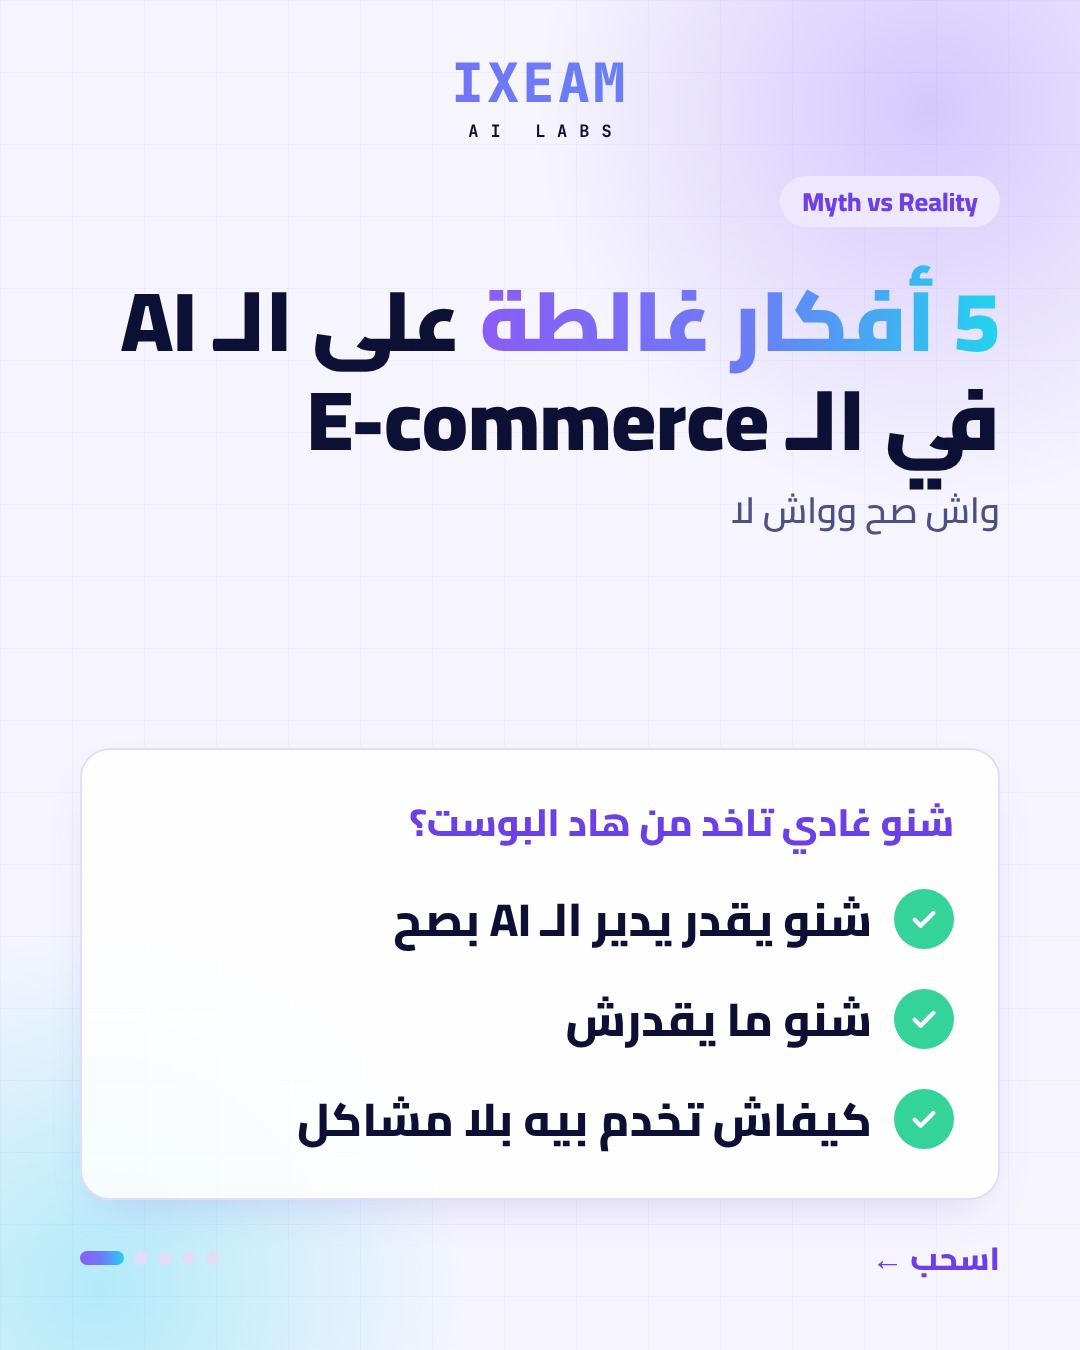 IXEAM
AI LABS
Myth vs Reality
5 أفكار غالطة على الـ AI
في الـ E-commerce
واش صح وواش لا
شنو غادي تاخد من هاد البوست؟
شنو يقدر يدير الـ AI بصح
شنو ما يقدرش
كيفاش تخدم بيه بلا مشاكل
اسحب ←